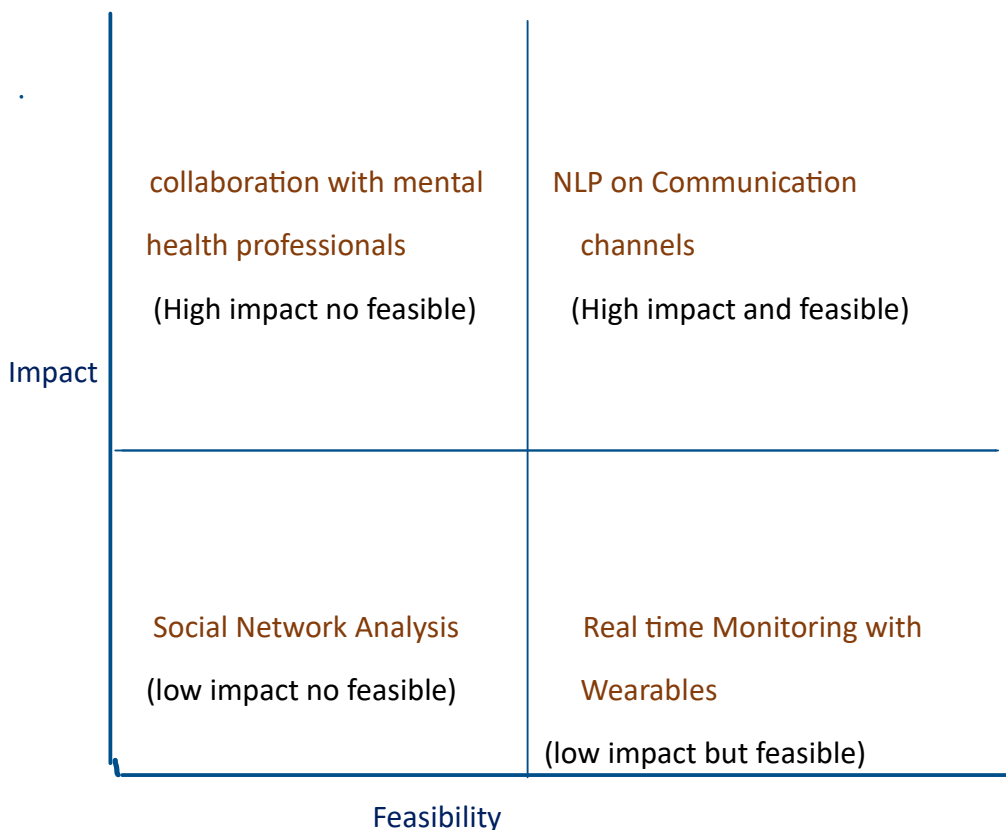 collaboration with mental
health professionals
(High impact no feasible)
NLP on Communication
channels
(High impact and feasible)
Impact
Social Network Analysis
(low impact no feasible)
Real time Monitoring with
Wearables
(low impact but feasible)
Feasibility